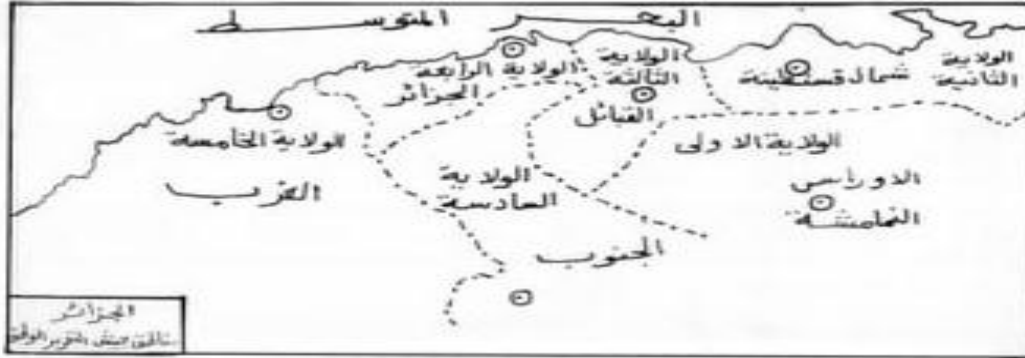 البحر المتوسط
الولاية الرابعة
الجزائر
الولاية
الثالثة
القبائل
شمال قسنطينة
الولاية
الثانية
الولاية الخامسة
الغرب
الولاية
السادسة
الجنوب
الولاية الاولى
الاوراس
النمامشة
الجزائر